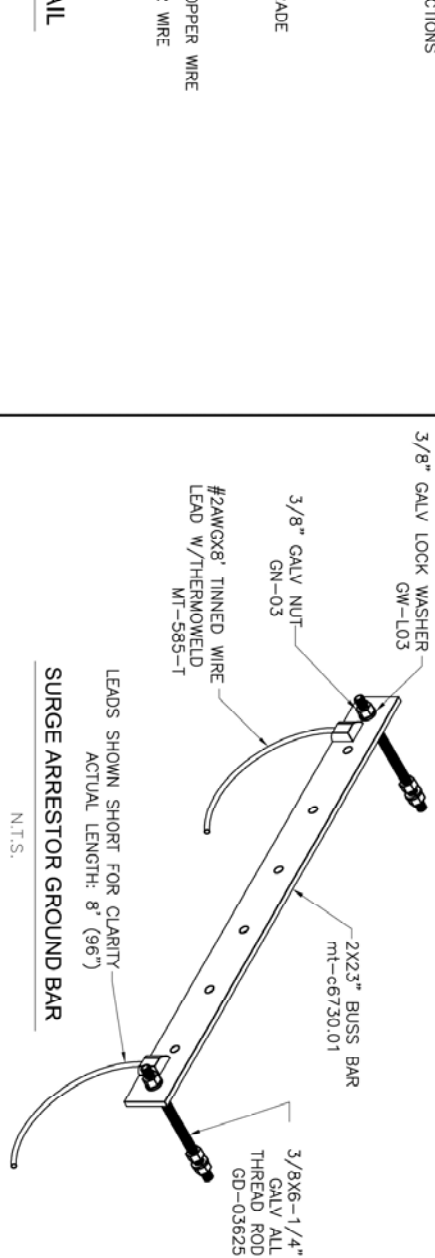 CTIONS
ADE
OPPER WIRE
WIRE
AIL
3/8" GALV LOCK WASHER
GW-L03
3/8" GALV NUT
GN-03
#2AWGX8' TINNED WIRE
LEAD W/THERMOWELD
MT-585-T
2X23" BUSS BAR
mt-c6730.01
3/8X6-1/4"
GALV ALL
THREAD ROD
GD-03625
LEADS SHOWN SHORT FOR CLARITY
ACTUAL LENGTH: 8' (96")
SURGE ARRESTOR GROUND BAR
N.T.S.